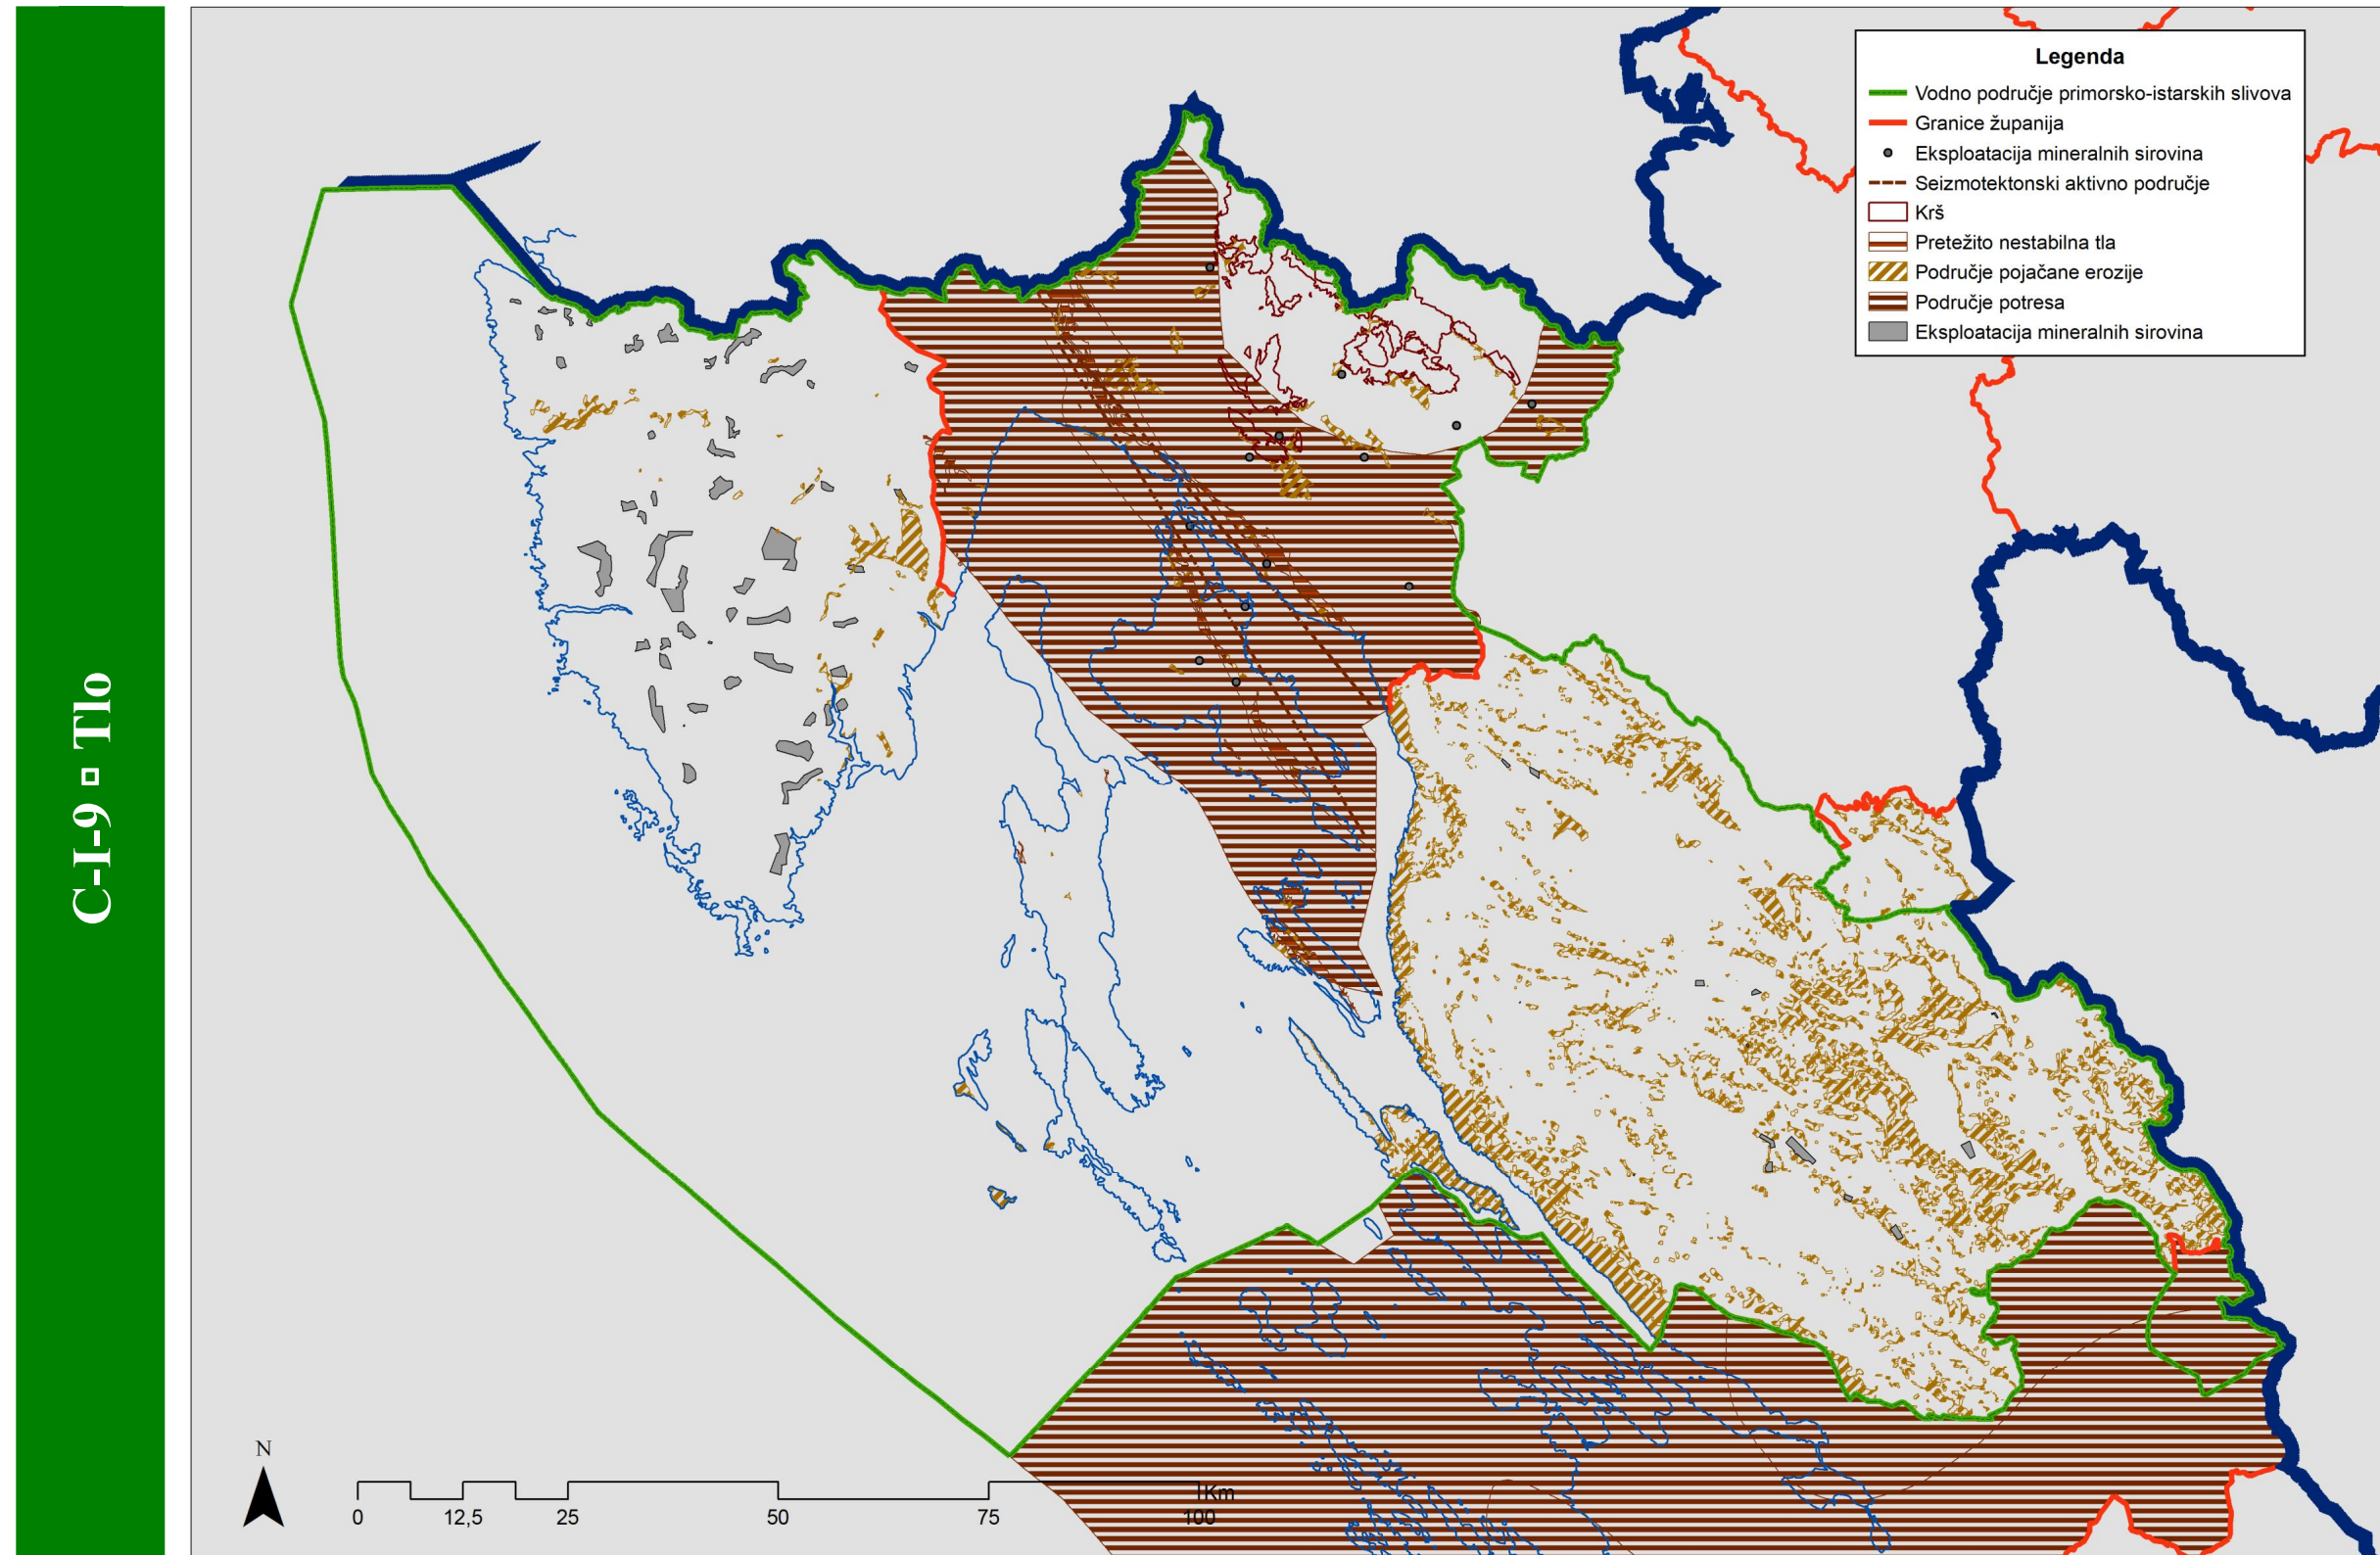 C-I-9 ▫ Tlo
Legenda
Vodno područje primorsko-istarskih slivova
Granice županija
Eksploatacija mineralnih sirovina
Seizmotektonski aktivno područje
Krš
Pretežito nestabilna tla
Područje pojačane erozije
Područje potresa
Eksploatacija mineralnih sirovina
N
Km
0 12,5 25 50 75 100